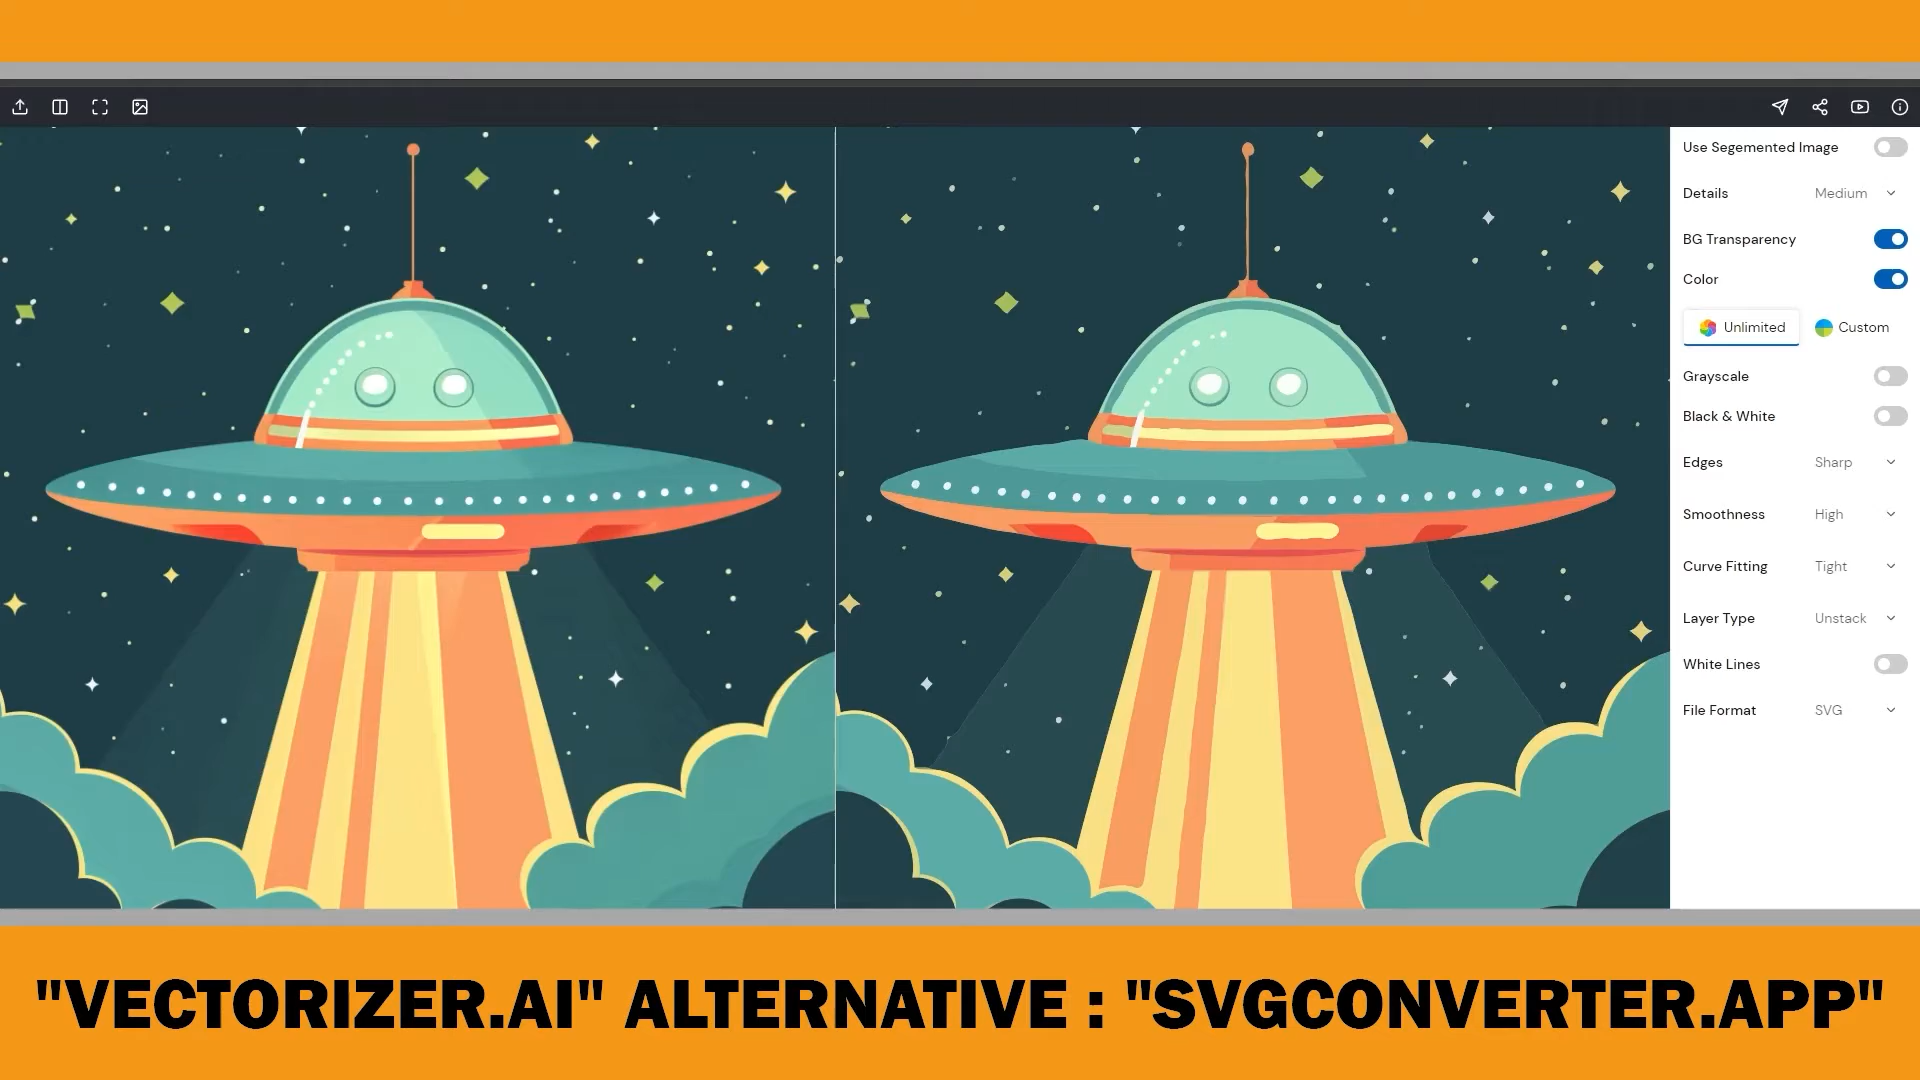 Use Segemented Image
Details Medium
BG Transparency
Color
Unlimited Custom
Grayscale
Black & White
Edges Sharp
Smoothness High
Curve Fitting Tight
Layer Type Unstack
White Lines
File Format SVG
"VECTORIZER.AI" ALTERNATIVE : "SVGCONVERTER.APP"